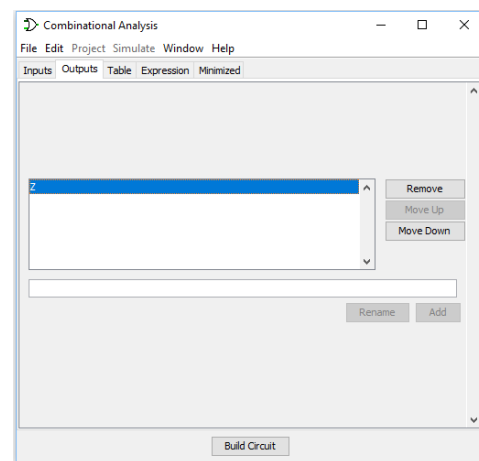 Combinational Analysis
File Edit Project Simulate Window Help
Inputs Outputs Table Expression Minimized
Z
Remove
Move Up
Move Down
Rename Add
Build Circuit